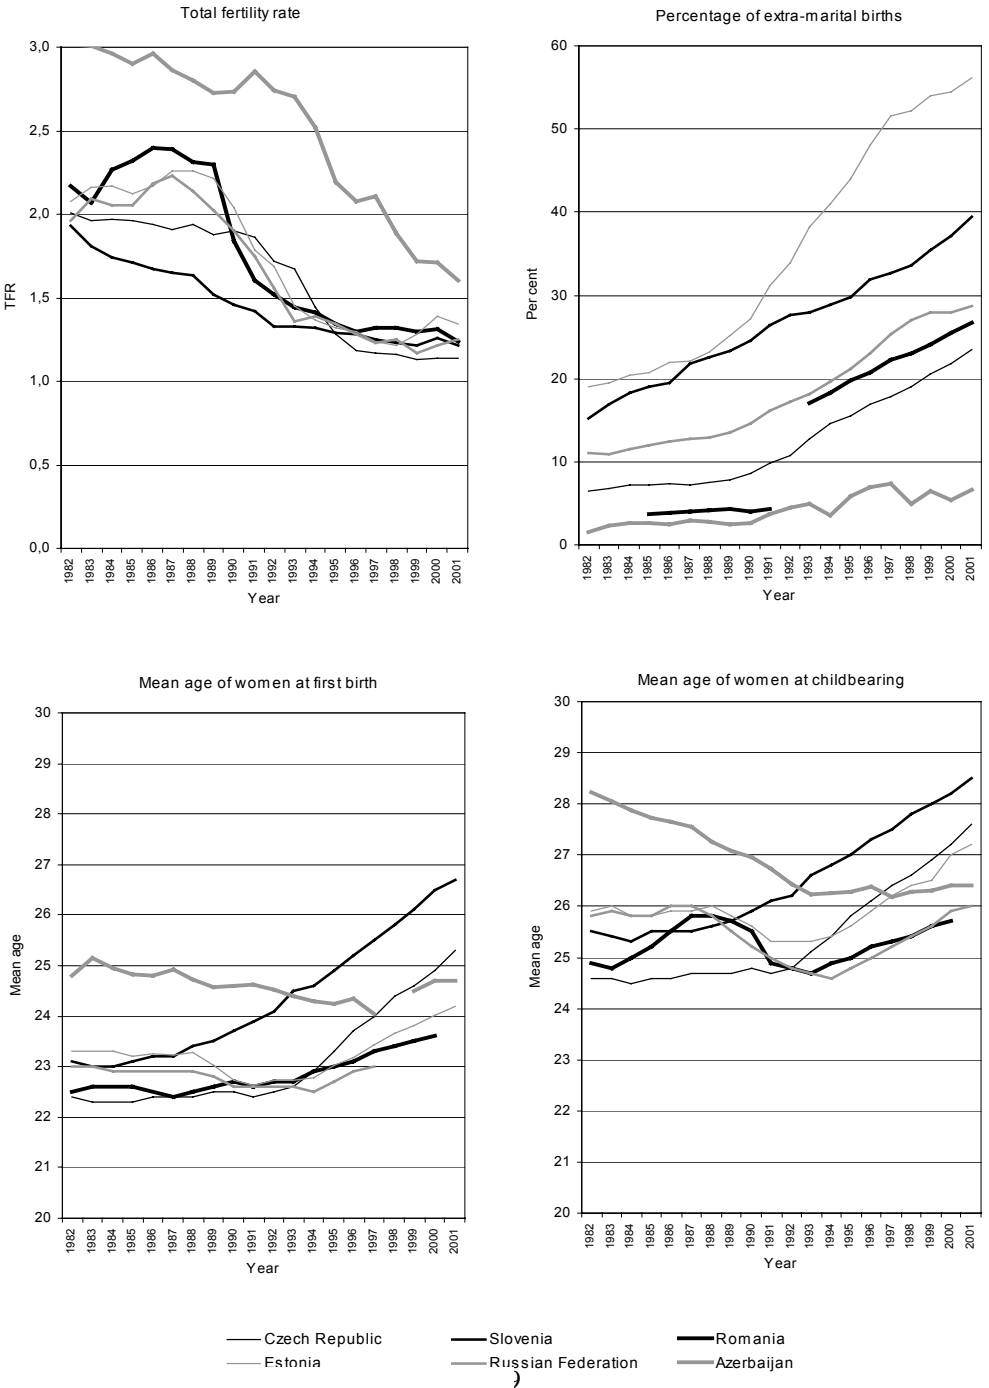 Total fertility rate
3,0
2,5
2,0
1,5
1,0
0,5
0,0
TFR
1982 1983 1984 1985 1986 1987 1988 1989 1990 1991 1992 1993 1994 1995 1996 1997 1998 1999 2000 2001
Year
Percentage of extra-marital births
60
50
40
30
20
10
0
Per cent
1982 1983 1984 1985 1986 1987 1988 1989 1990 1991 1992 1993 1994 1995 1996 1997 1998 1999 2000 2001
Year
Mean age of women at first birth
30
29
28
27
26
25
24
23
22
21
20
Mean age
1982 1983 1984 1985 1986 1987 1988 1989 1990 1991 1992 1993 1994 1995 1996 1997 1998 1999 2000 2001
Year
Mean age of women at childbearing
30
29
28
27
26
25
24
23
22
21
20
Mean age
1982 1983 1984 1985 1986 1987 1988 1989 1990 1991 1992 1993 1994 1995 1996 1997 1998 1999 2000 2001
Year
Czech Republic Slovenia Romania
Estonia Russian Federation Azerbaijan
9